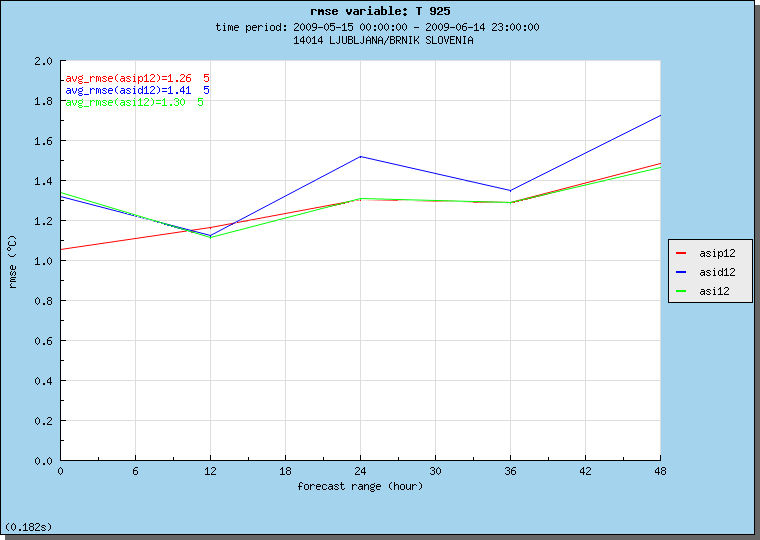 rmse variable: T 925
time period: 2009-05-15 00:00:00 - 2009-06-14 23:00:00
14014 LJUBLJANA/BRNIK SLOVENIA
avg_rmse(asip12)=1.26 5
avg_rmse(asid12)=1.41 5
avg_rmse(asi12)=1.30 5
2.0
1.8
1.6
1.4
1.2
1.0
0.8
0.6
0.4
0.2
0.0
rmse (°C)
asip12
asid12
asi12
0 6 12 18 24 30 36 42 48
forecast range (hour)
(0.182s)